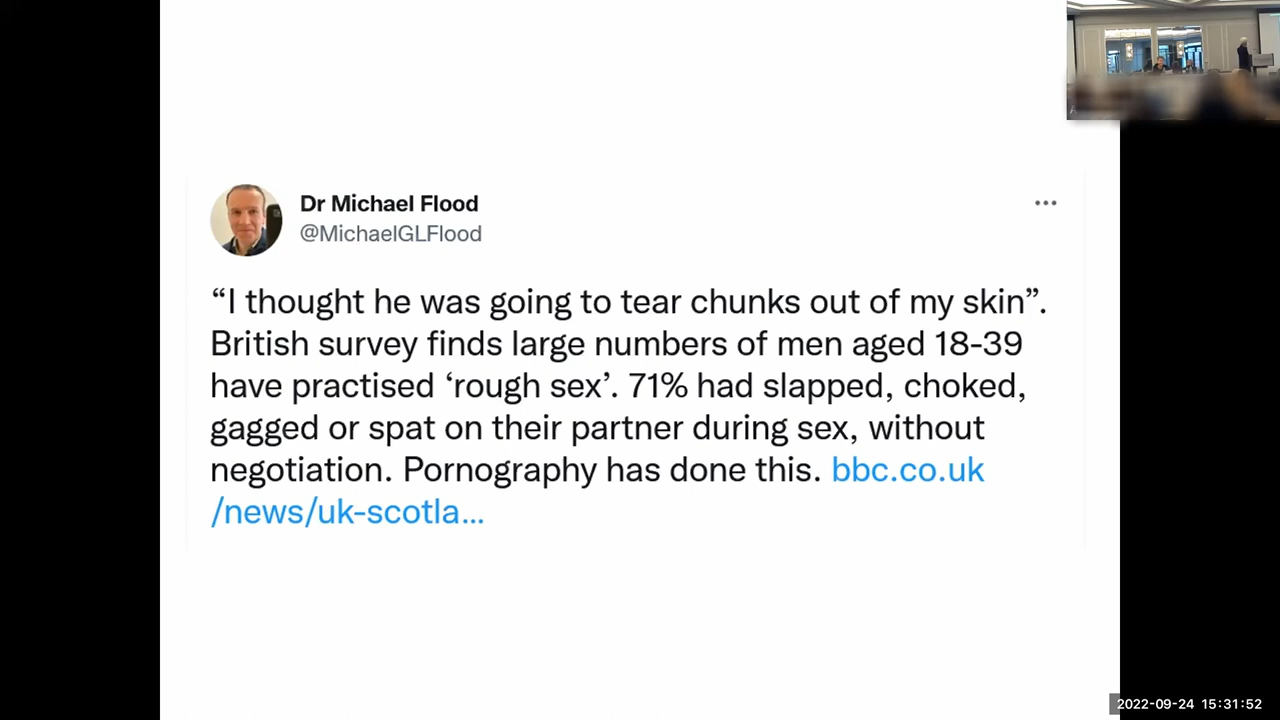 Dr Michael Flood
@MichaelGLFlood
“I thought he was going to tear chunks out of my skin”.
British survey finds large numbers of men aged 18-39
have practised ‘rough sex’. 71% had slapped, choked,
gagged or spat on their partner during sex, without
negotiation. Pornography has done this. bbc.co.uk
/news/uk-scotla...
2022-09-24 15:31:52